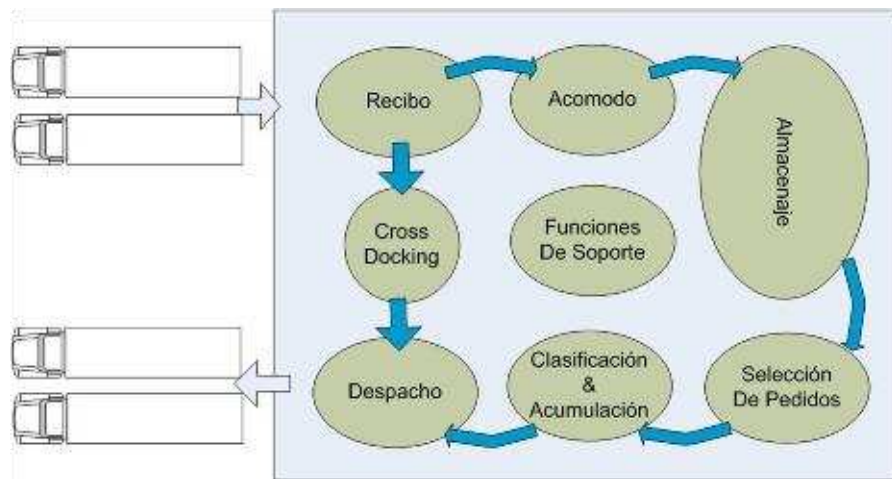 Recibo
Acomodo
Almacenaje
Cross
Docking
Funciones
De Soporte
Despacho
Clasificación
&
Acumulación
Selección
De Pedidos